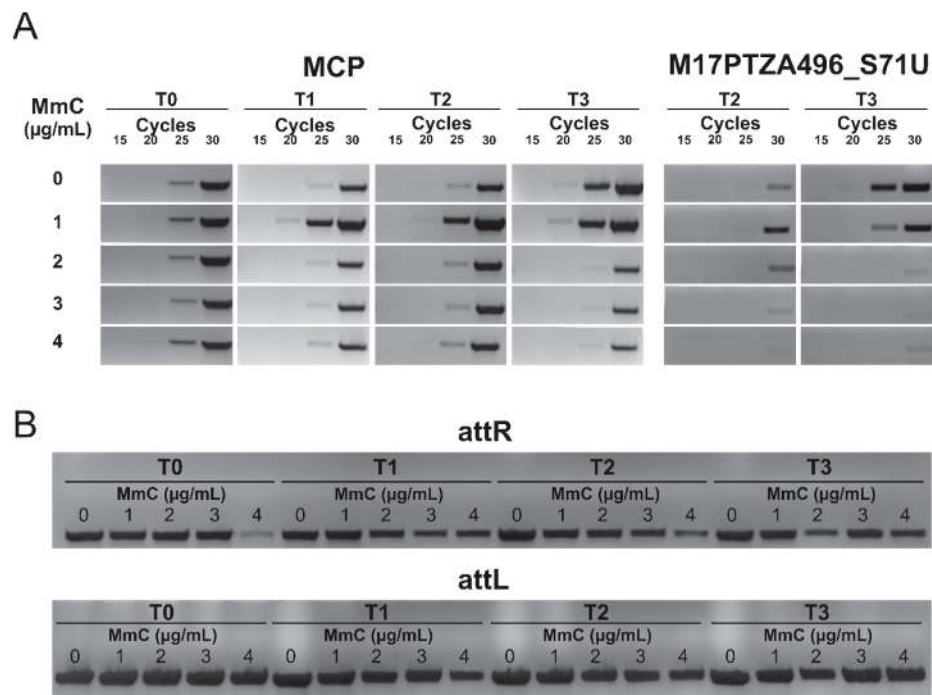 A
MCP M17PTZA496_S71U
MmC T0 T1 T2 T3 T2 T3
(µg/mL) Cycles Cycles Cycles Cycles Cycles Cycles
15 20 25 30 15 20 25 30 15 20 25 30 15 20 25 30 15 20 25 30 15 20 25 30
0
1
2
3
4
B
attR
T0 T1 T2 T3
MmC (µg/mL) MmC (µg/mL) MmC (µg/mL) MmC (µg/mL)
0 1 2 3 4 0 1 2 3 4 0 1 2 3 4 0 1 2 3 4
attL
T0 T1 T2 T3
MmC (µg/mL) MmC (µg/mL) MmC (µg/mL) MmC (µg/mL)
0 1 2 3 4 0 1 2 3 4 0 1 2 3 4 0 1 2 3 4